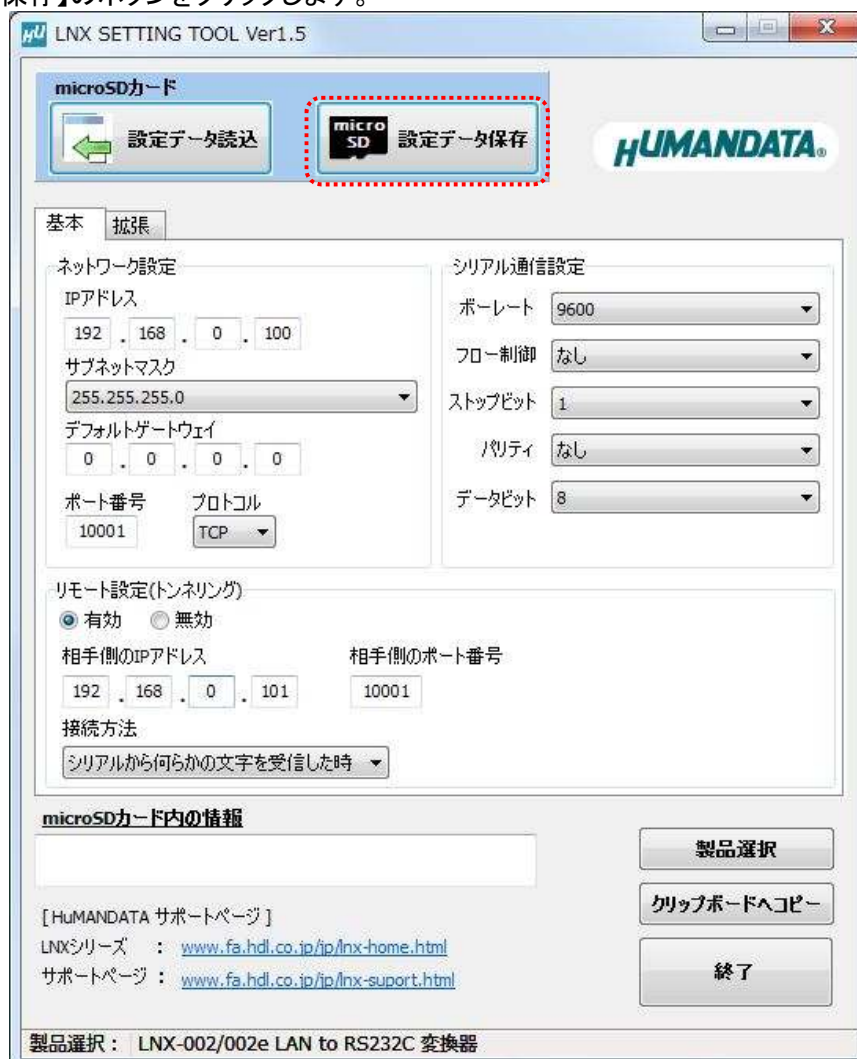 保存】のボタンをクリックします。
LNX SETTING TOOL Ver1.5
microSDカード
設定データ読込
micro SD 設定データ保存
HUMANDATA®
基本 拡張
ネットワーク設定
IPアドレス
192 . 168 . 0 . 100
サブネットマスク
255.255.255.0
デフォルトゲートウェイ
0 . 0 . 0 . 0
ポート番号 プロトコル
10001 TCP
シリアル通信設定
ボーレート 9600
フロー制御 なし
ストップビット 1
パリティ なし
データビット 8
リモート設定(トンネリング)
有効 無効
相手側のIPアドレス 相手側のポート番号
192 . 168 . 0 . 101 10001
接続方法
シリアルから何らかの文字を受信した時
microSDカード内の情報
製品選択
クリップボードへコピー
終了
[ HuMANDATA サポートページ ]
LNXシリーズ : www.fa.hdl.co.jp/jp/lnx-home.html
サポートページ : www.fa.hdl.co.jp/jp/lnx-suport.html
製品選択 : LNX-002/002e LAN to RS232C 変換器